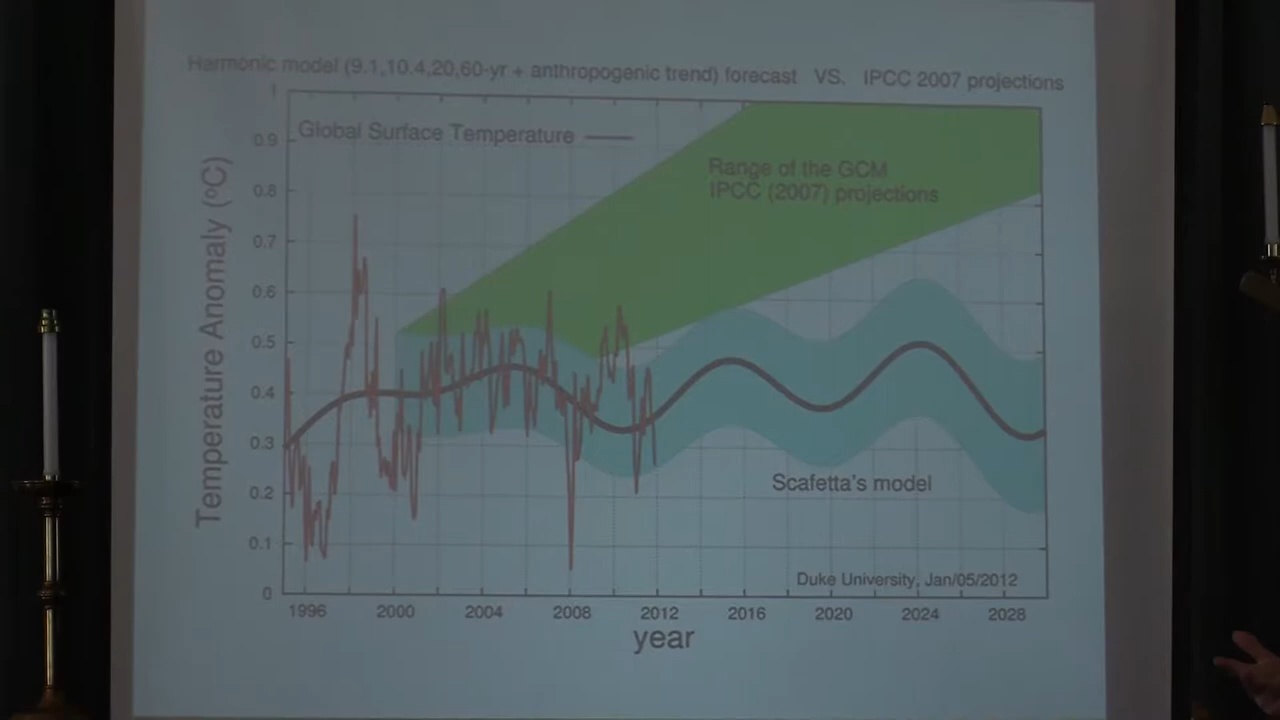 Harmonic model (9.1,10.4,20,60-yr + anthropogenic trend) forecast VS. IPCC 2007 projections
1
0.9
0.8
0.7
0.6
0.5
0.4
0.3
0.2
0.1
0
Temperature Anomaly (ºC)
Global Surface Temperature
Range of the GCM
IPCC (2007) projections
Scafetta's model
Duke University, Jan/05/2012
1996 2000 2004 2008 2012 2016 2020 2024 2028
year